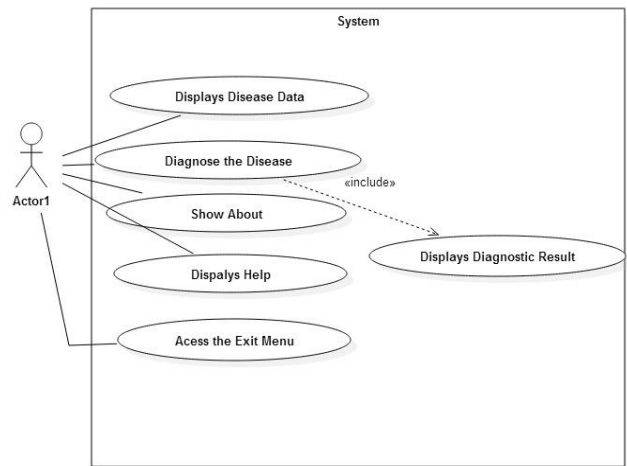 System
Displays Disease Data
Diagnose the Disease
«include»
Actor1
Show About
Displays Diagnostic Result
Dispalys Help
Acess the Exit Menu